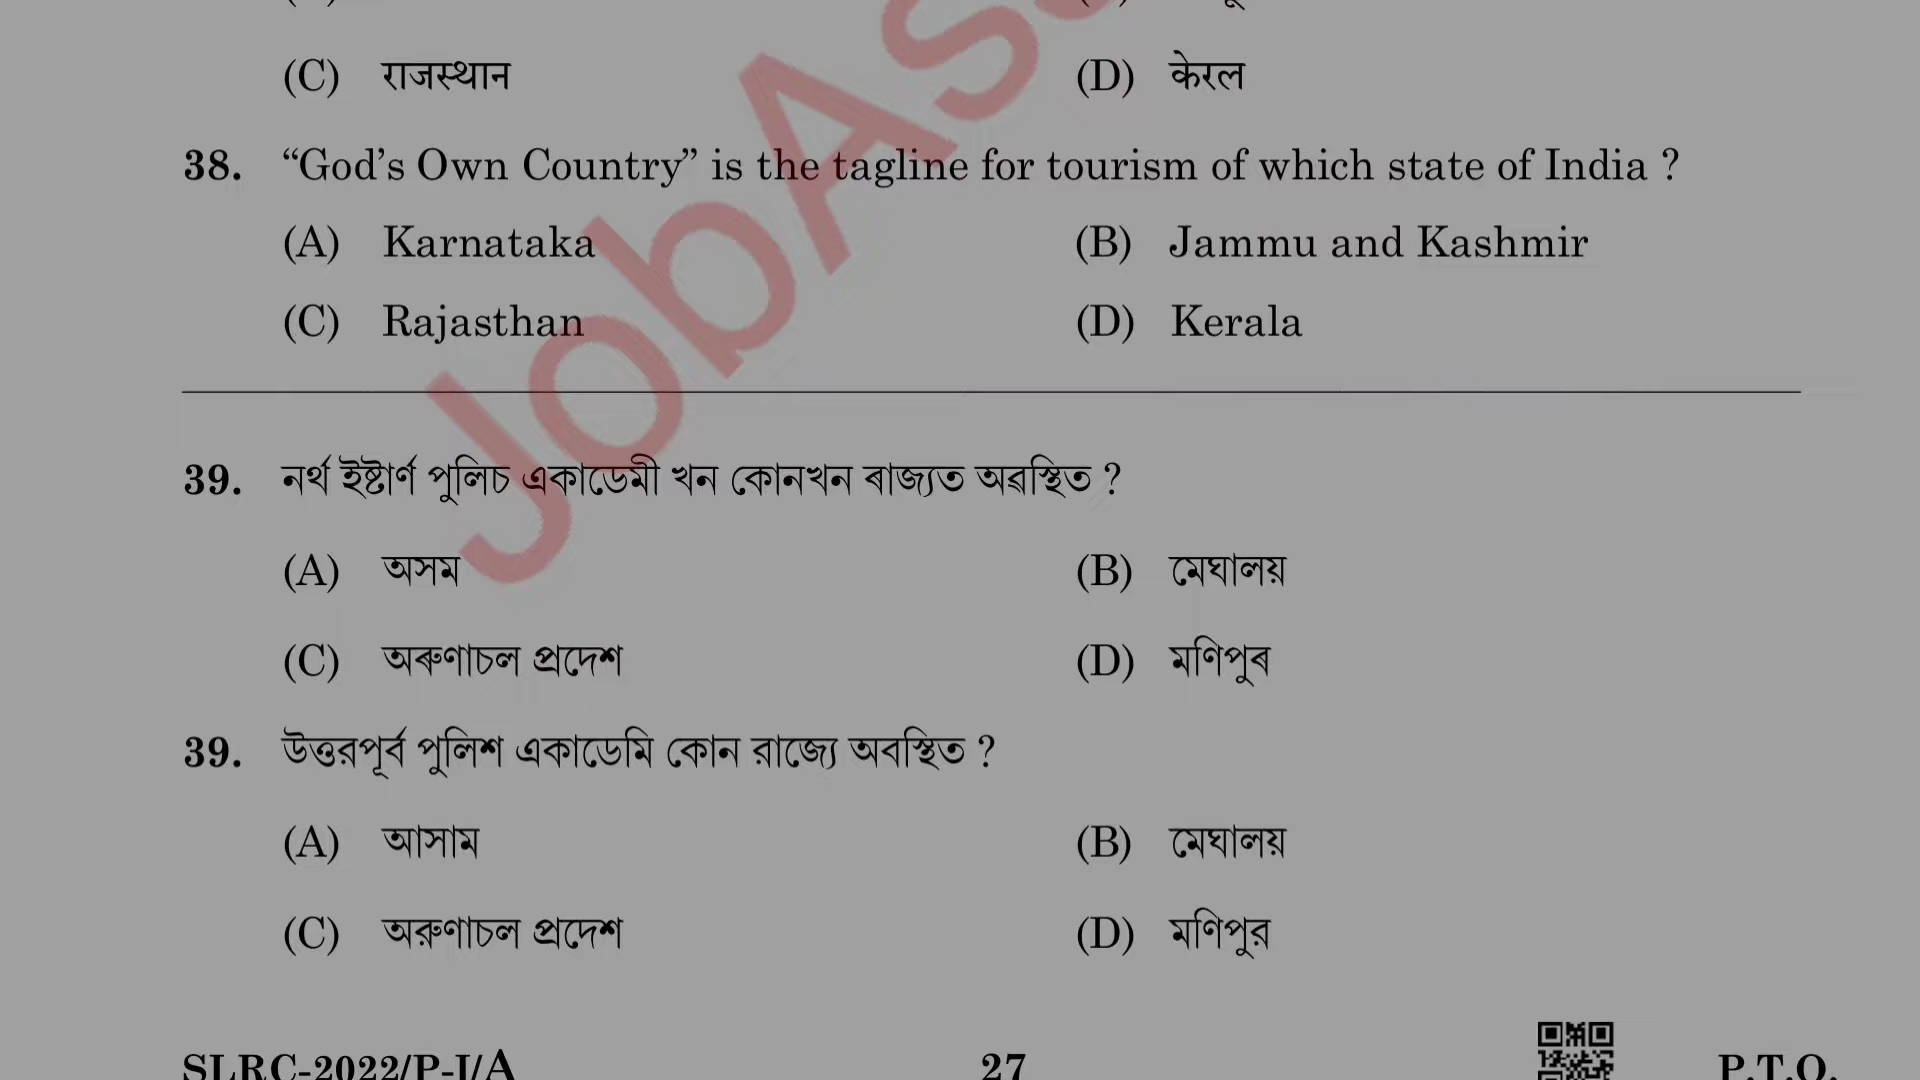 (C) राजस्थान (D) केरल
38. “God’s Own Country” is the tagline for tourism of which state of India ?
(A) Karnataka (B) Jammu and Kashmir
(C) Rajasthan (D) Kerala
39. নৰ্থ ইষ্টাৰ্ণ পুলিচ একাডেমী খন কোনখন ৰাজ্যত অৱস্থিত ?
(A) অসম (B) মেঘালয়
(C) অৰুণাচল প্ৰদেশ (D) মণিপুৰ
39. উত্তরপূর্ব পুলিশ একাডেমি কোন রাজ্যে অবস্থিত ?
(A) আসাম (B) মেঘালয়
(C) অরুণাচল প্রদেশ (D) মণিপুর
SLRC-2022/P-I/A 27 P.T.O.
JobAs